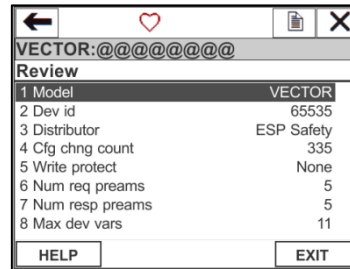 VECTOR:@@@@@@@@
Review
1 Model VECTOR
2 Dev id 65535
3 Distributor ESP Safety
4 Cfg chng count 335
5 Write protect None
6 Num req preams 5
7 Num resp preams 5
8 Max dev vars 11
HELP EXIT